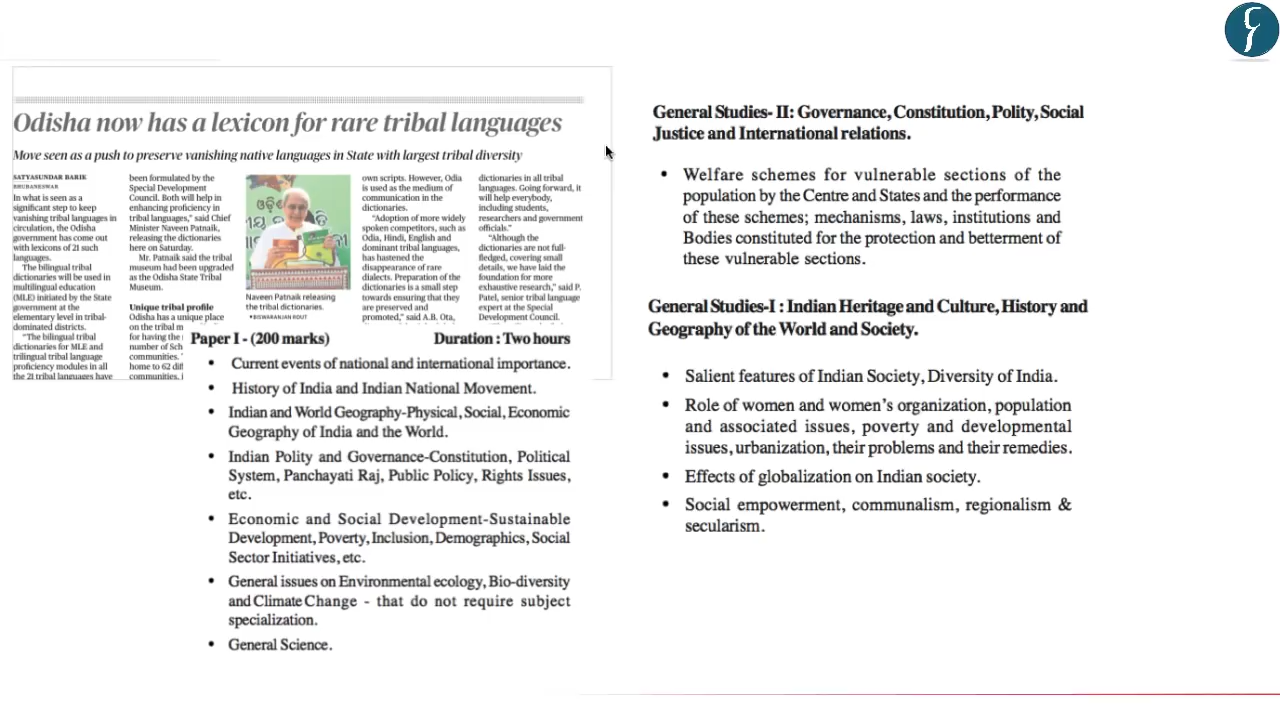 Odisha now has a lexicon for rare tribal languages
Move seen as a push to preserve vanishing native languages in State with largest tribal diversity
SATYASUNDAR BARIK
BHUBANESWAR
In what is seen as a
significant step to keep
vanishing tribal languages in
circulation, the Odisha
government has come out
with lexicons of 21 such
languages.
The bilingual tribal
dictionaries will be used in
multilingual education
(MLE) initiated by the State
government at the
elementary level in tribal-
dominated districts.
"The bilingual tribal
dictionaries for MLE and
trilingual tribal language
proficiency modules in all
the 21 tribal languages have
been formulated by the
Special Development
Council. Both will help in
enhancing proficiency in
tribal languages," said Chief
Minister Naveen Patnaik,
releasing the dictionaries
here on Saturday.
Mr. Patnaik said the tribal
museum had been upgraded
as the Odisha State Tribal
Museum.
Unique tribal profile
Odisha has a unique place
on the tribal m
for having the
number of Sch
communities.
home to 62 dif
communities, i
ଓଡ଼ି
Naveen Patnaik releasing
the tribal dictionaries.
BISWARANJAN ROUT
own scripts. However, Odia
is used as the medium of
communication in the
dictionaries.
"Adoption of more widely
spoken competitors, such as
Odia, Hindi, English and
dominant tribal languages,
has hastened the
disappearance of rare
dialects. Preparation of the
dictionaries is a small step
towards ensuring that they
are preserved and
promoted," said A.B. Ota,
dictionaries in all tribal
languages. Going forward, it
will help everybody,
including students,
researchers and government
officials."
"Although the
dictionaries are not full-
fledged, covering small
details, we have laid the
foundation for more
exhaustive research," said P.
Patel, senior tribal language
expert at the Special
Development Council.
Paper I - (200 marks) Duration : Two hours
• Current events of national and international importance.
• History of India and Indian National Movement.
• Indian and World Geography-Physical, Social, Economic
Geography of India and the World.
• Indian Polity and Governance-Constitution, Political
System, Panchayati Raj, Public Policy, Rights Issues,
etc.
• Economic and Social Development-Sustainable
Development, Poverty, Inclusion, Demographics, Social
Sector Initiatives, etc.
• General issues on Environmental ecology, Bio-diversity
and Climate Change - that do not require subject
specialization.
• General Science.
General Studies- II: Governance, Constitution, Polity, Social
Justice and International relations.
• Welfare schemes for vulnerable sections of the
population by the Centre and States and the performance
of these schemes; mechanisms, laws, institutions and
Bodies constituted for the protection and betterment of
these vulnerable sections.
General Studies-I : Indian Heritage and Culture, History and
Geography of the World and Society.
• Salient features of Indian Society, Diversity of India.
• Role of women and women's organization, population
and associated issues, poverty and developmental
issues, urbanization, their problems and their remedies.
• Effects of globalization on Indian society.
• Social empowerment, communalism, regionalism &
secularism.